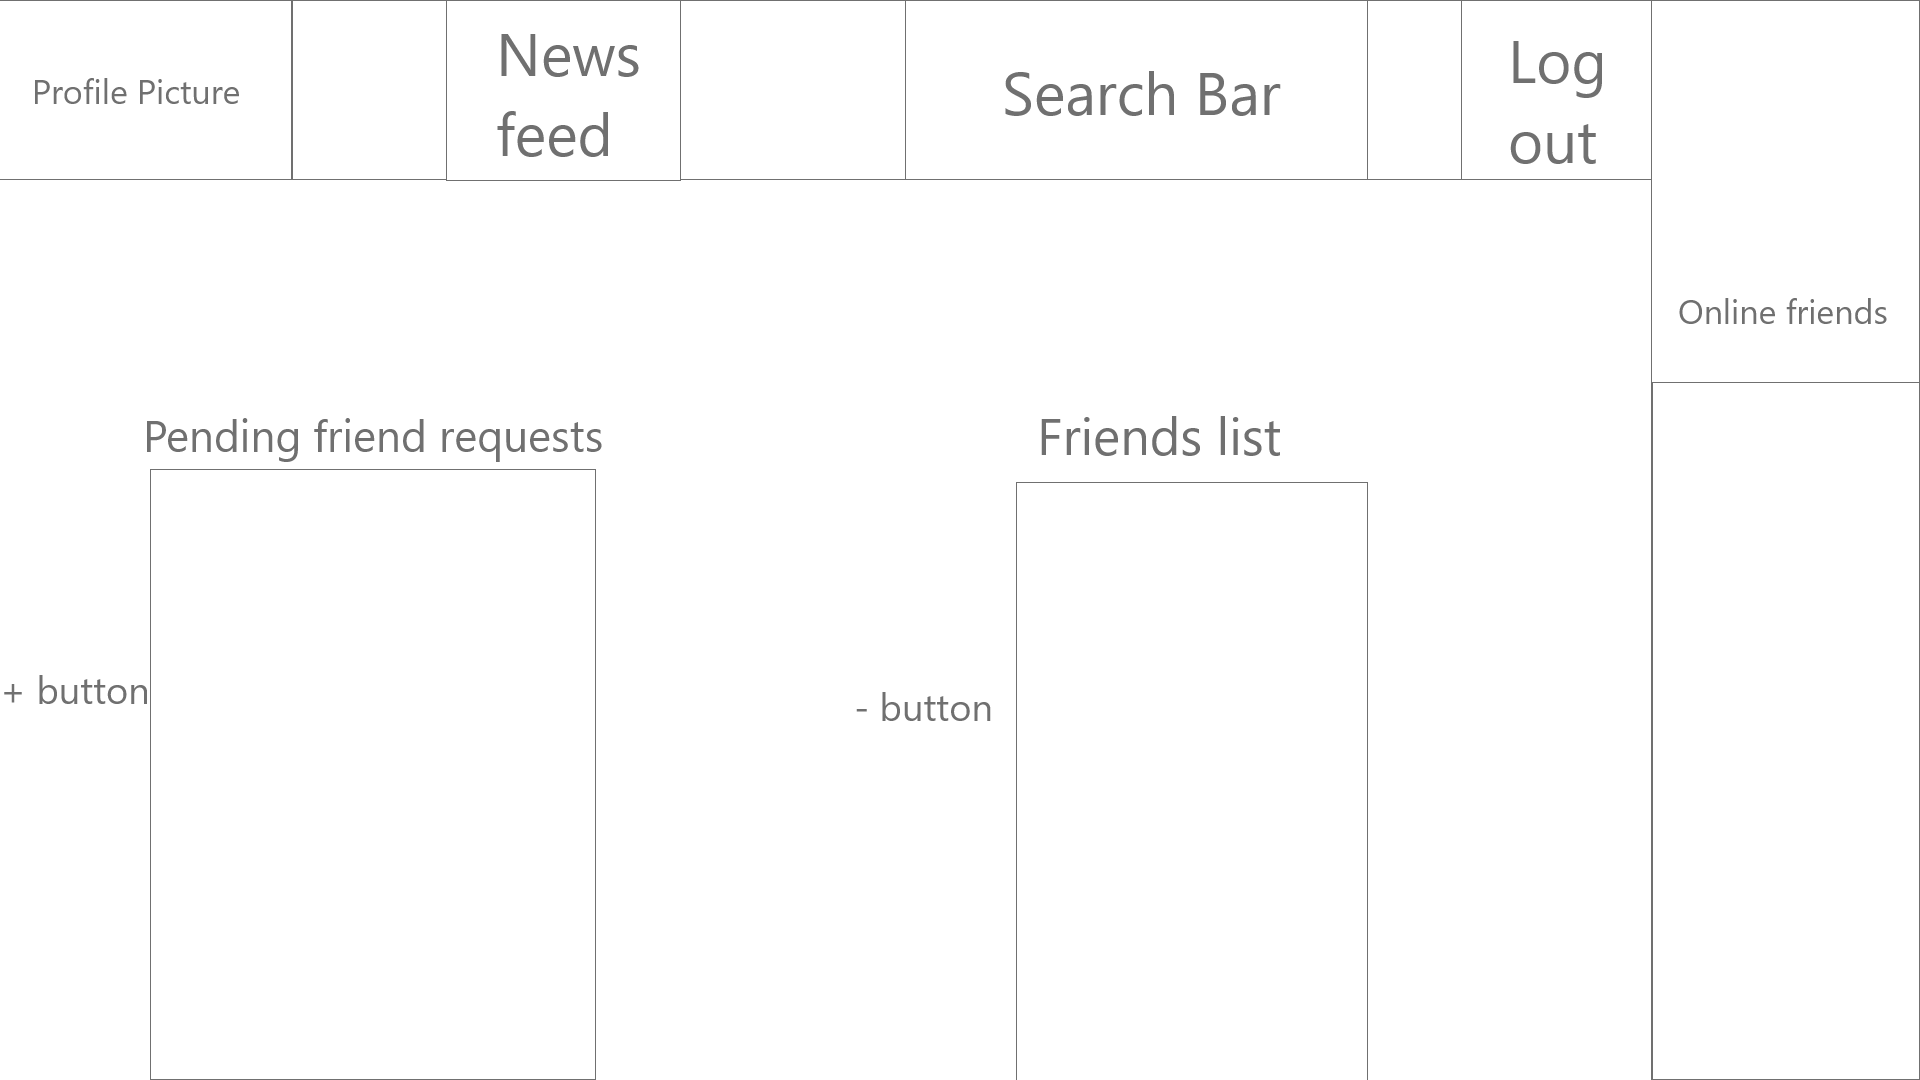 Profile Picture
News
feed
Search Bar
Log
out
Online friends
Pending friend requests
Friends list
+ button
- button